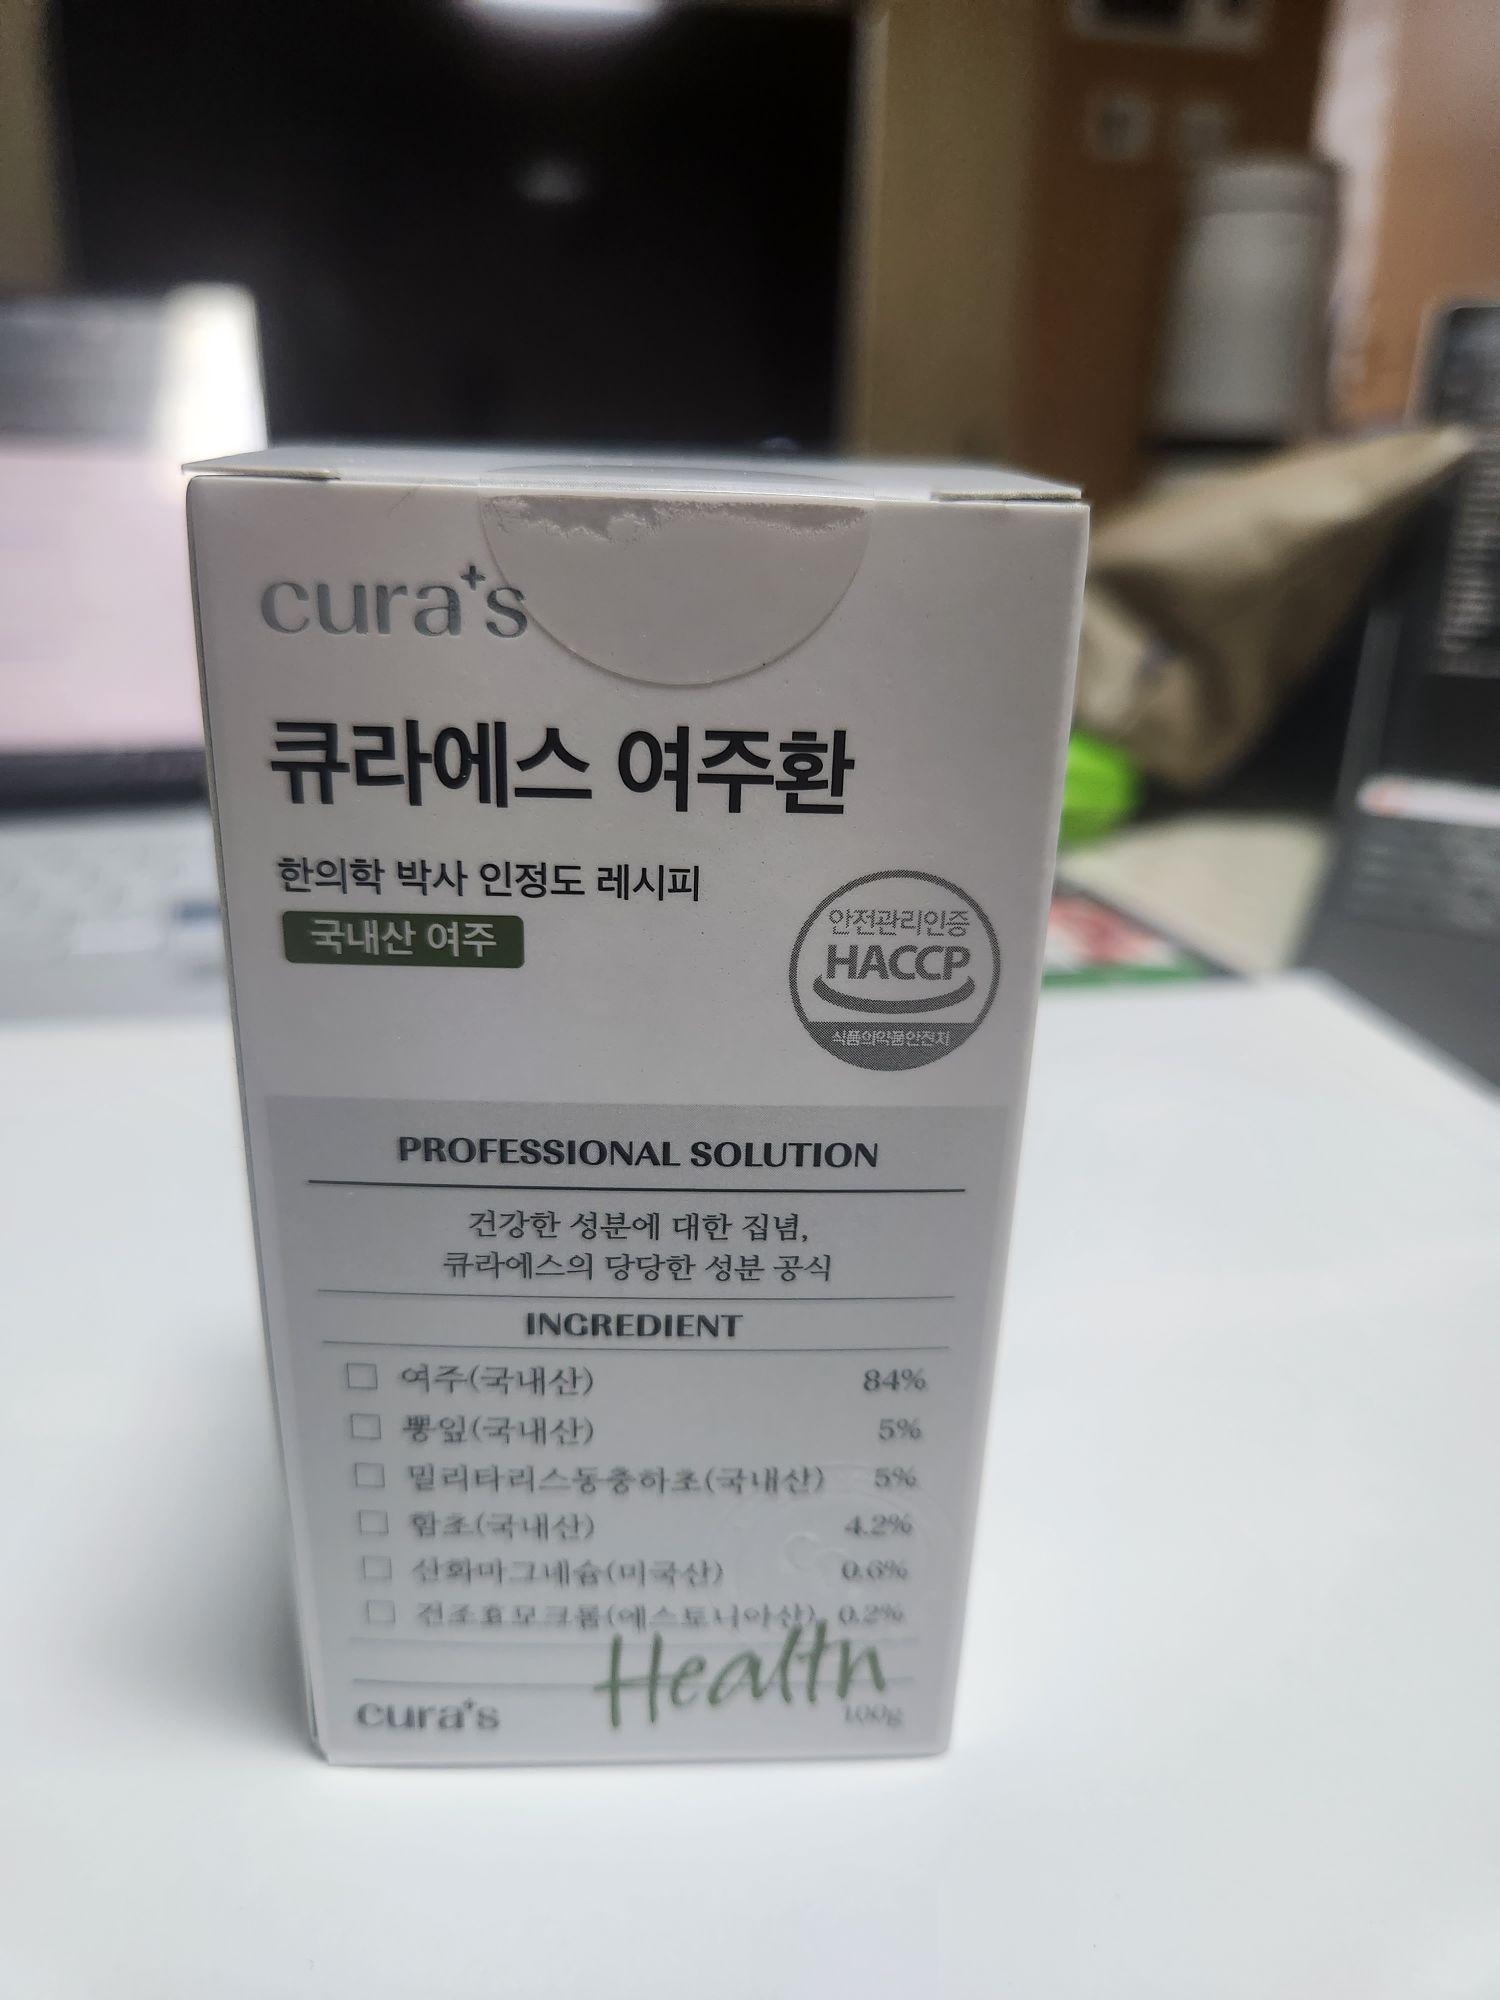 cura+s
큐라에스 여주환
한의학 박사 인정도 레시피
국내산 여주
안전관리인증
HACCP
식품의약품안전처
PROFESSIONAL SOLUTION
건강한 성분에 대한 집념,
큐라에스의 당당한 성분 공식
INGREDIENT
여주(국내산) 84%
뽕잎(국내산) 5%
밀리타리스동충하초(국내산) 5%
함초(국내산) 4.2%
산화마그네슘(미국산) 0.6%
건조효모크롬(에스토니아산) 0.2%
Health
cura+s 100g